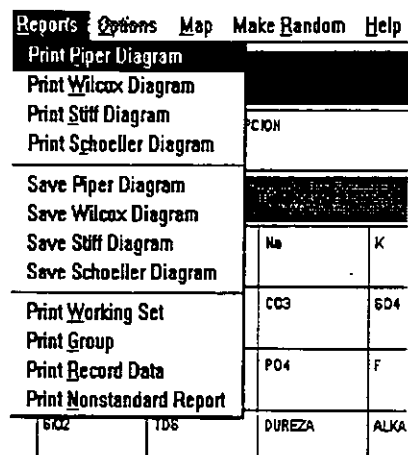 Reports Options Map Make Random Help
Print Piper Diagram
Print Wilcox Diagram
Print Stiff Diagram
PCION
Print Schoeller Diagram
Save Piper Diagram
Save Wilcox Diagram
Save Stiff Diagram
Na K
Save Schoeller Diagram
Print Working Set
CO3 SO4
Print Group
Print Record Data
PO4 F
Print Nonstandard Report
SIO2 TDS DUREZA ALKA